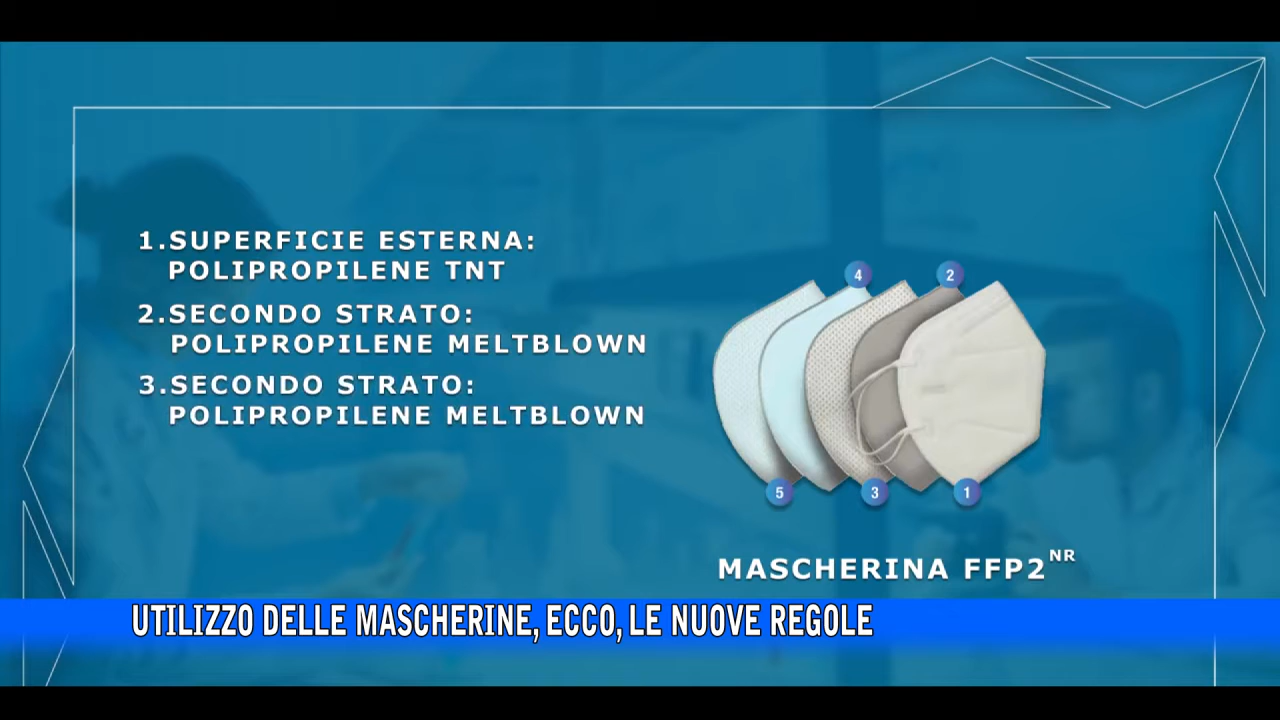 1.SUPERFICIE ESTERNA:
POLIPROPILENE TNT
2.SECONDO STRATO:
POLIPROPILENE MELTBLOWN
3.SECONDO STRATO:
POLIPROPILENE MELTBLOWN
4
2
5
3
1
MASCHERINA FFP2NR
UTILIZZO DELLE MASCHERINE, ECCO, LE NUOVE REGOLE